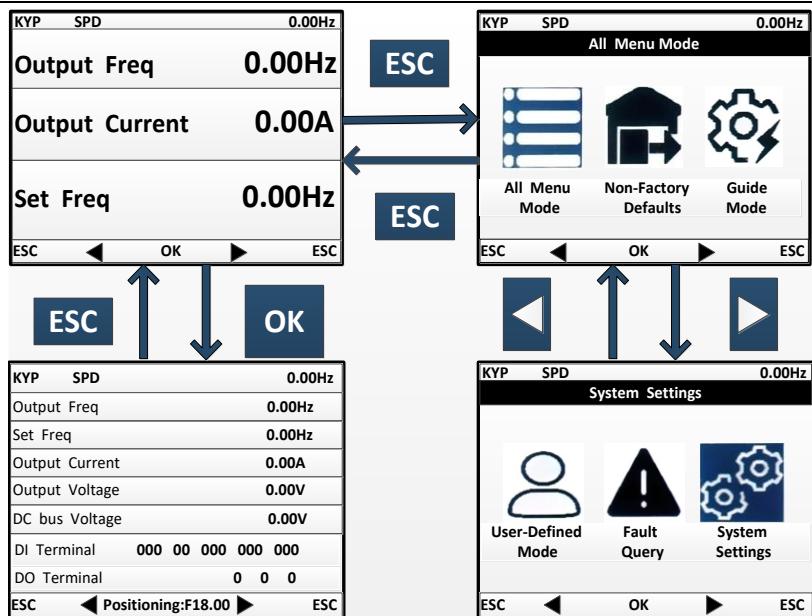 KYP SPD 0.00Hz
Output Freq 0.00Hz
Output Current 0.00A
Set Freq 0.00Hz
ESC OK ESC
ESC
ESC
KYP SPD 0.00Hz
All Menu Mode
All Menu Mode
Non-Factory Defaults
Guide Mode
ESC OK ESC
ESC
OK
KYP SPD 0.00Hz
Output Freq 0.00Hz
Set Freq 0.00Hz
Output Current 0.00A
Output Voltage 0.00V
DC bus Voltage 0.00V
DI Terminal 000 00 000 000 000
DO Terminal 0 0 0
ESC Positioning:F18.00 ESC
KYP SPD 0.00Hz
System Settings
User-Defined Mode
Fault Query
System Settings
ESC OK ESC